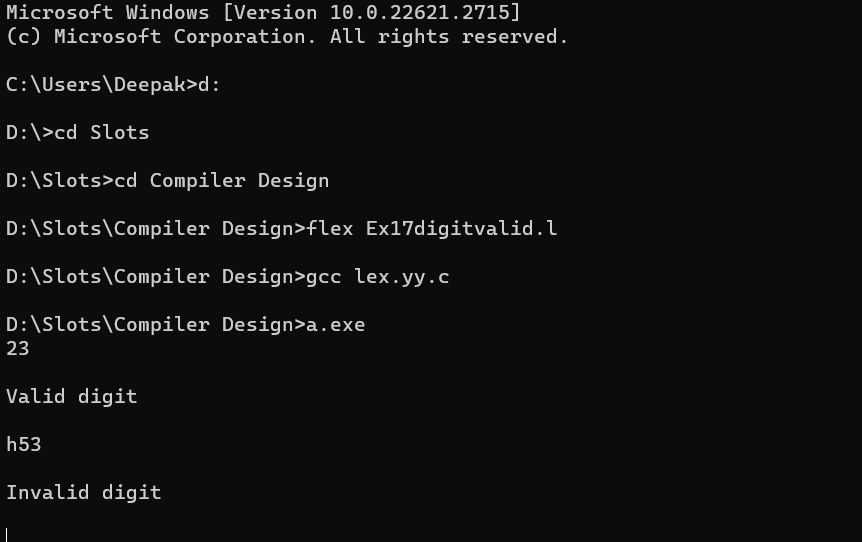 Microsoft Windows [Version 10.0.22621.2715]
(c) Microsoft Corporation. All rights reserved.
C:\Users\Deepak>d:
D:\>cd Slots
D:\Slots>cd Compiler Design
D:\Slots\Compiler Design>flex Ex17digitvalid.l
D:\Slots\Compiler Design>gcc lex.yy.c
D:\Slots\Compiler Design>a.exe
23
Valid digit
h53
Invalid digit